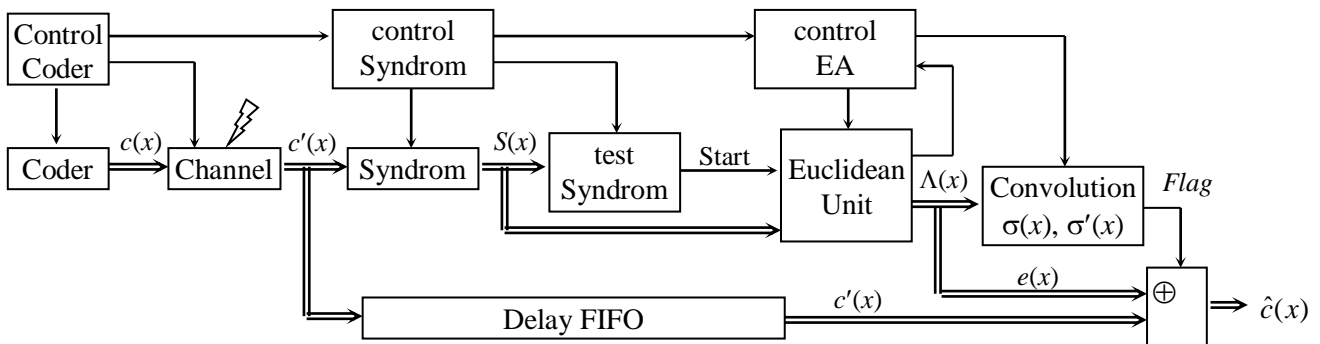 Control
Coder
control
Syndrom
control
EA
Coder
c(x)
Channel
c′(x)
Syndrom
S(x)
test
Syndrom
Start
Euclidean
Unit
Λ(x)
Convolution
σ(x), σ′(x)
Flag
e(x)
⊕
ĉ(x)
Delay FIFO
c′(x)